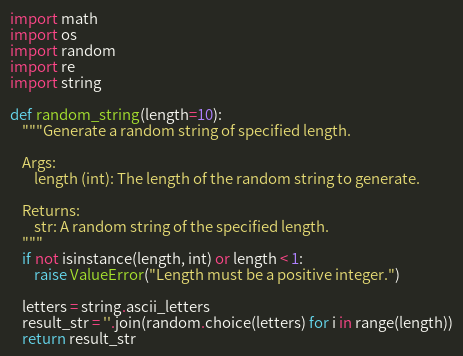 import math
import os
import random
import re
import string

def random_string(length=10):
    """Generate a random string of specified length.

    Args:
        length (int): The length of the random string to generate.

    Returns:
        str: A random string of the specified length.
    """
    if not isinstance(length, int) or length < 1:
        raise ValueError("Length must be a positive integer.")

    letters = string.ascii_letters
    result_str = ''.join(random.choice(letters) for i in range(length))
    return result_str